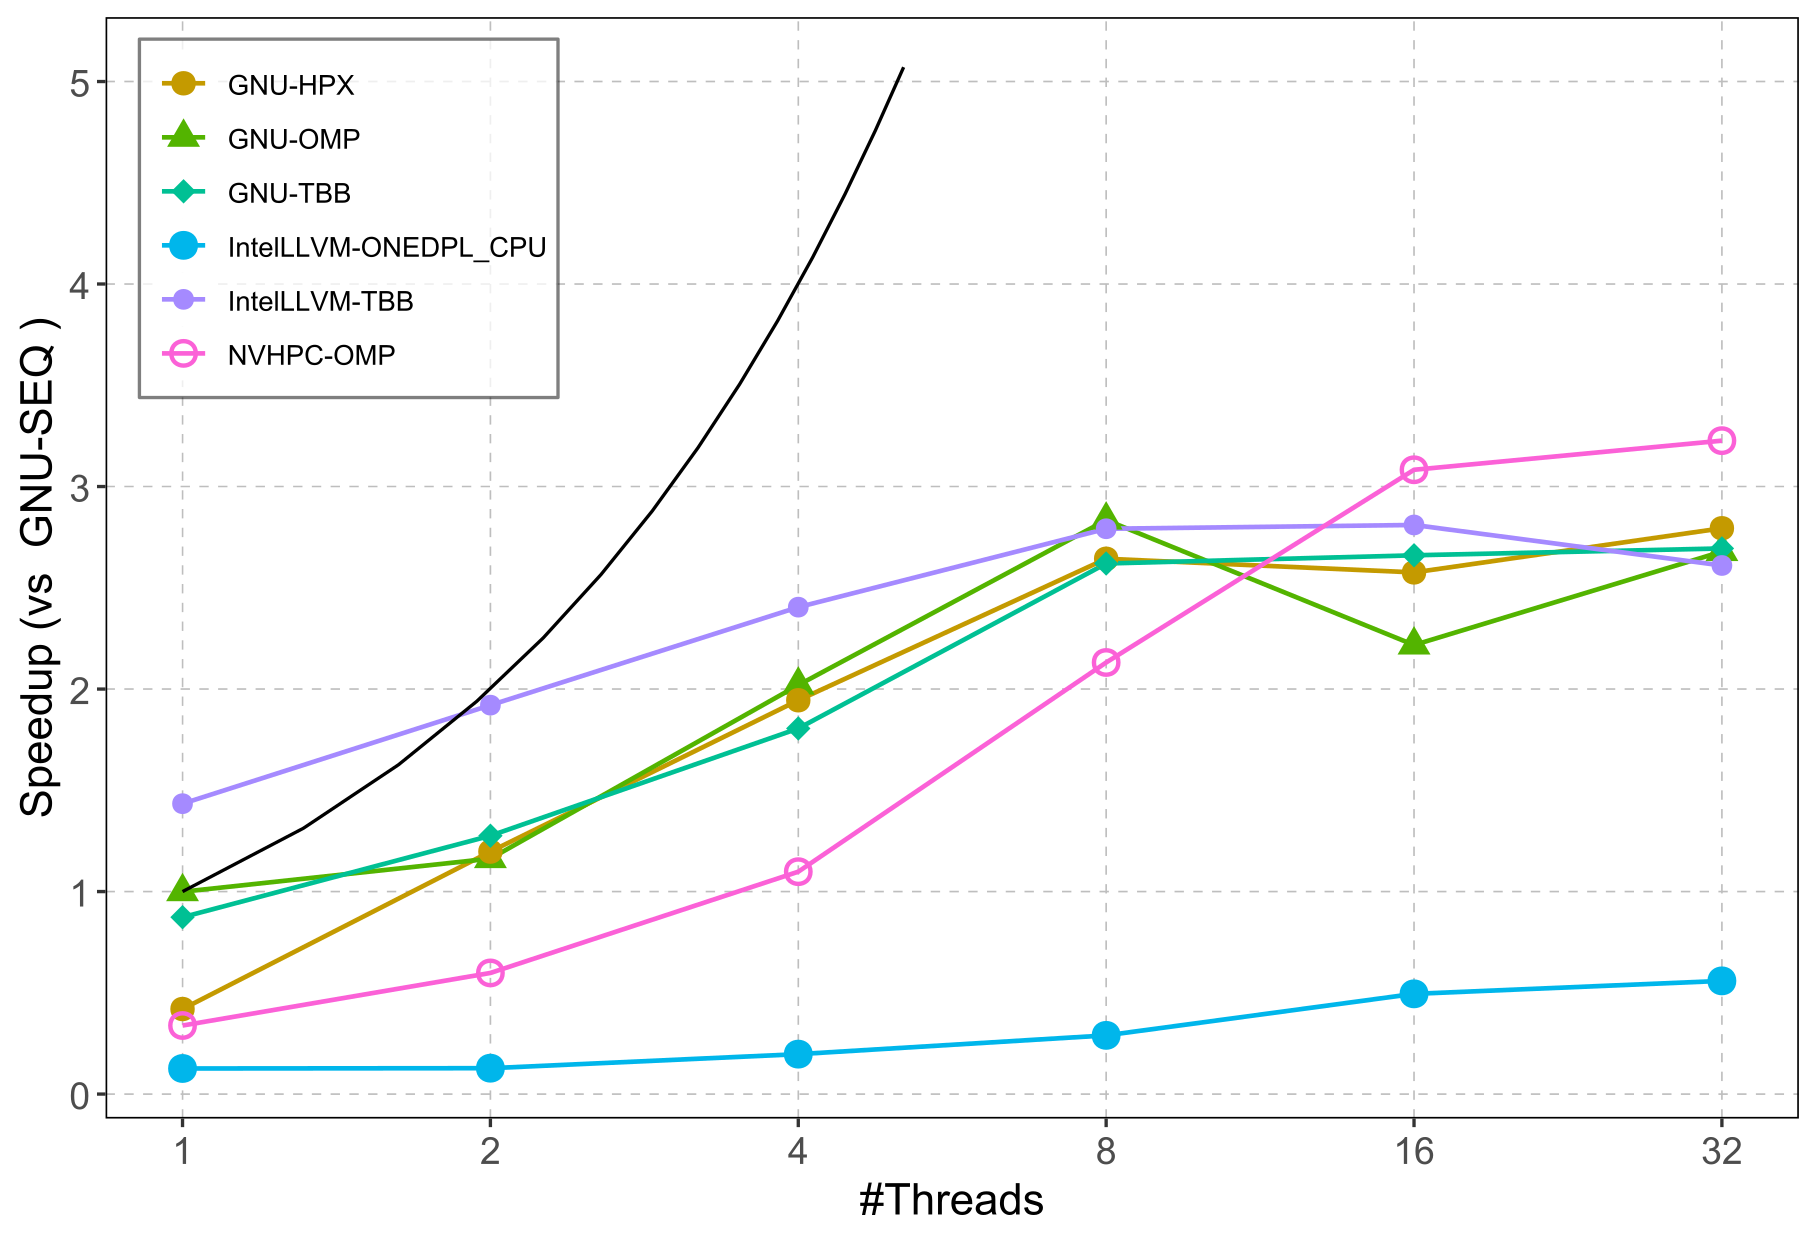 GNU-HPX
GNU-OMP
GNU-TBB
IntelLLVM-ONEDPL_CPU
IntelLLVM-TBB
NVHPC-OMP
Speedup (vs GNU-SEQ )
5
4
3
2
1
0
1 2 4 8 16 32
#Threads